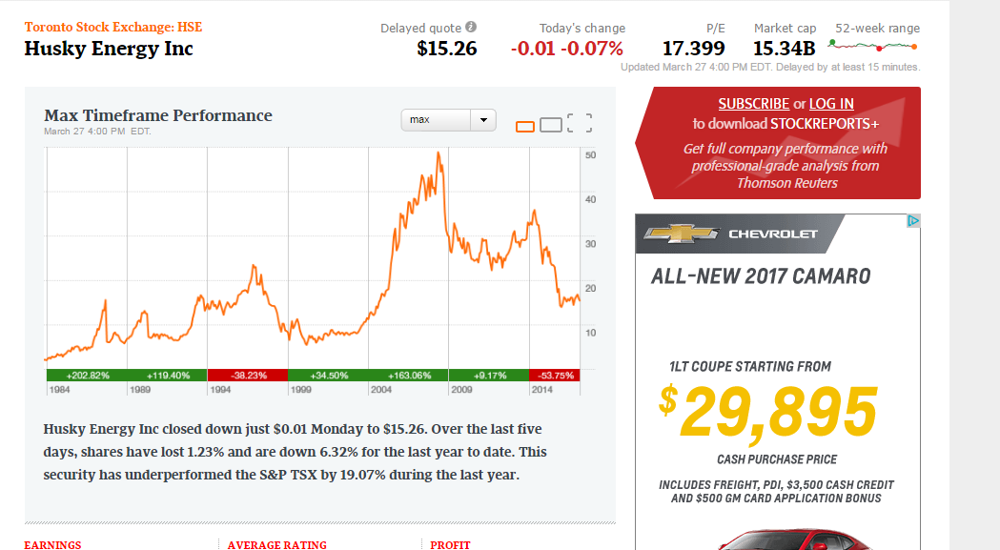 Toronto Stock Exchange: HSE
Husky Energy Inc
Delayed quote
$15.26
Today's change
-0.01 -0.07%
P/E
17.399
Market cap
15.34B
52-week range
Updated March 27 4:00 PM EDT. Delayed by at least 15 minutes.
Max Timeframe Performance
March 27 4:00 PM EDT.
max
50
40
30
20
10
+202.82% +119.40% -38.23% +34.50% +163.06% +9.17% -53.75%
1984 1989 1994 1999 2004 2009 2014
Husky Energy Inc closed down just $0.01 Monday to $15.26. Over the last five
days, shares have lost 1.23% and are down 6.32% for the last year to date. This
security has underperformed the S&P TSX by 19.07% during the last year.
EARNINGS
AVERAGE RATING
PROFIT
SUBSCRIBE or LOG IN
to download STOCKREPORTS+
Get full company performance with
professional-grade analysis from
Thomson Reuters
CHEVROLET
ALL-NEW 2017 CAMARO
1LT COUPE STARTING FROM
$29,895
CASH PURCHASE PRICE
INCLUDES FREIGHT, PDI, $3,500 CASH CREDIT
AND $500 GM CARD APPLICATION BONUS